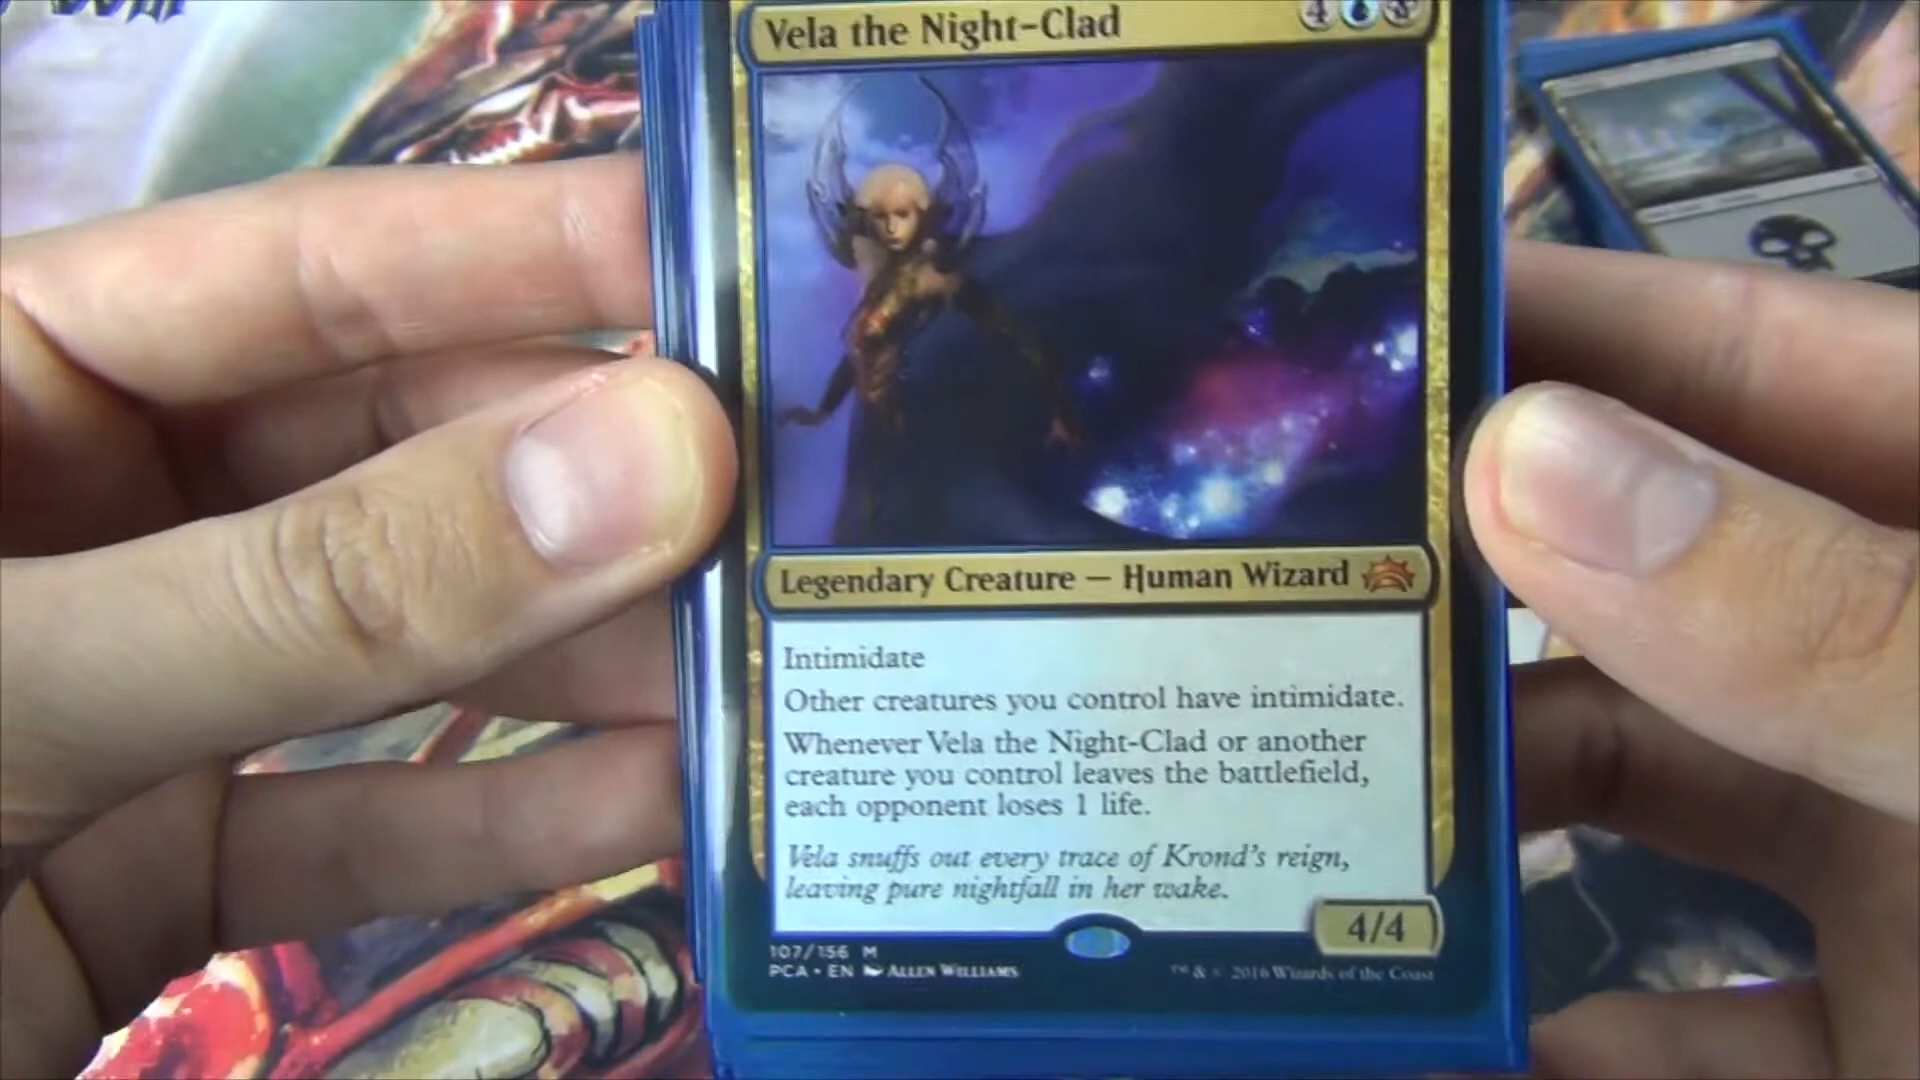 Vela the Night-Clad
4
Legendary Creature — Human Wizard
Intimidate
Other creatures you control have intimidate.
Whenever Vela the Night-Clad or another
creature you control leaves the battlefield,
each opponent loses 1 life.
Vela snuffs out every trace of Krond's reign,
leaving pure nightfall in her wake.
4/4
107/156 M
PCA • EN ALLEN WILLIAMS
™ & © 2016 Wizards of the Coast